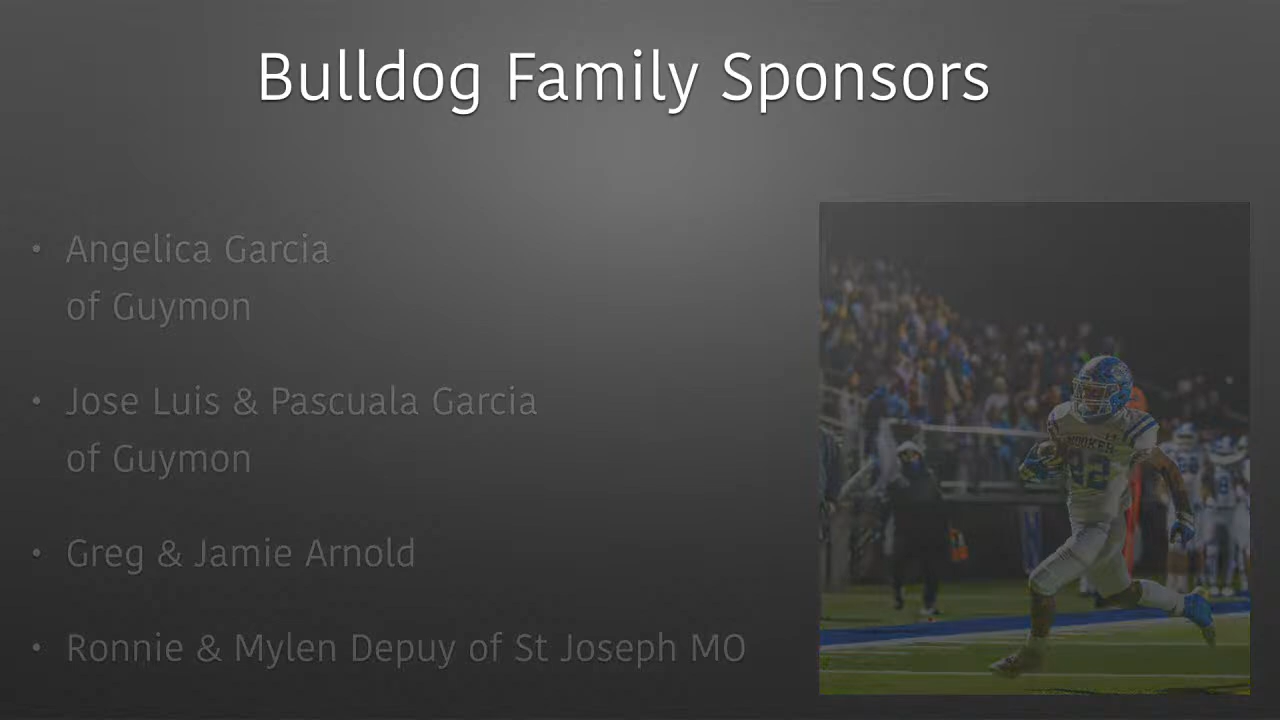 Bulldog Family Sponsors
• Angelica Garcia
of Guymon
• Jose Luis & Pascuala Garcia
of Guymon
• Greg & Jamie Arnold
• Ronnie & Mylen Depuy of St Joseph MO
HOOKER